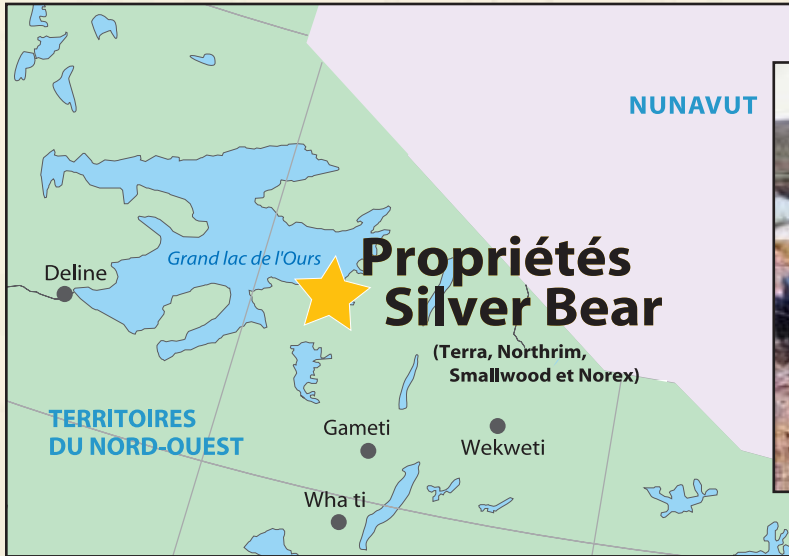 NUNAVUT
Grand lac de l'Ours
Propriétés
Silver Bear
(Terra, Northrim,
Smallwood et Norex)
Deline
TERRITOIRES
DU NORD-OUEST
Gameti
Wekweti
Wha ti